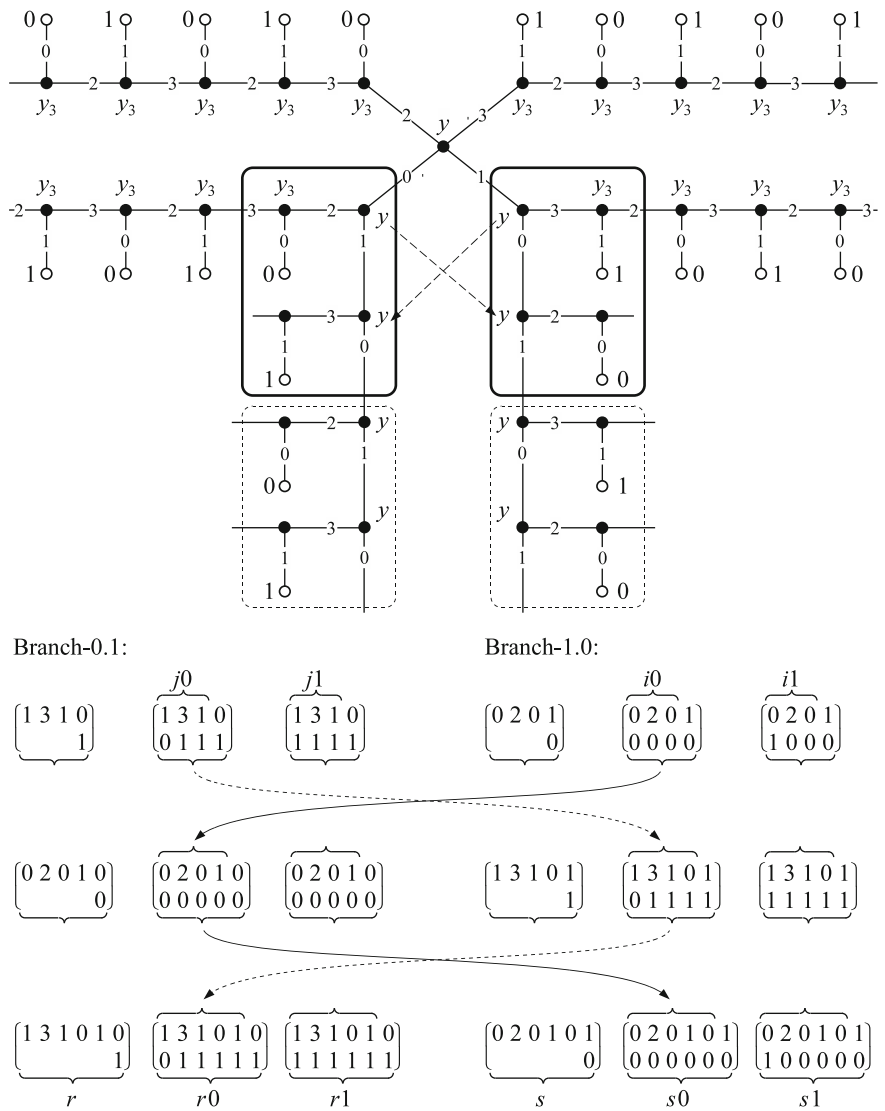 0 1 0 1 0 1 0 1 0 1
0 1 0 1 0 1 0 1 0 1
2 3 2 3 2 3 2 3
y₃ y₃ y₃ y₃ y₃ y₃ y₃ y₃ y₃ y₃
2 y 3
0 1
y₃ y₃ y₃ y₃ y₃ y₃ y₃ y₃
2 3 2 3 2 y y 3 2 3 2 3
1 0 1 0 1 0 1 0 1 0
1 0 1 0 1 0 1 0
3 y y 2
1 0 1 0
1 0
2 y y 3
0 1 0 1
0 1
3 y y 2
1 0 1 0
1 0
Branch-0.1: Branch-1.0:
j0 j1 i0 i1
1 3 1 0 1 3 1 0 1 3 1 0 0 2 0 1 0 2 0 1 0 2 0 1
1 0 1 1 1 1 1 1 1 0 0 0 0 0 1 0 0 0
0 2 0 1 0 0 2 0 1 0 0 2 0 1 0 1 3 1 0 1 1 3 1 0 1 1 3 1 0 1
0 0 0 0 0 0 0 0 0 0 0 1 0 1 1 1 1 1 1 1 1 1
1 3 1 0 1 0 1 3 1 0 1 0 1 3 1 0 1 0 0 2 0 1 0 1 0 2 0 1 0 1 0 2 0 1 0 1
1 0 1 1 1 1 1 1 1 1 1 1 1 0 0 0 0 0 0 0 1 0 0 0 0 0
r r0 r1 s s0 s1